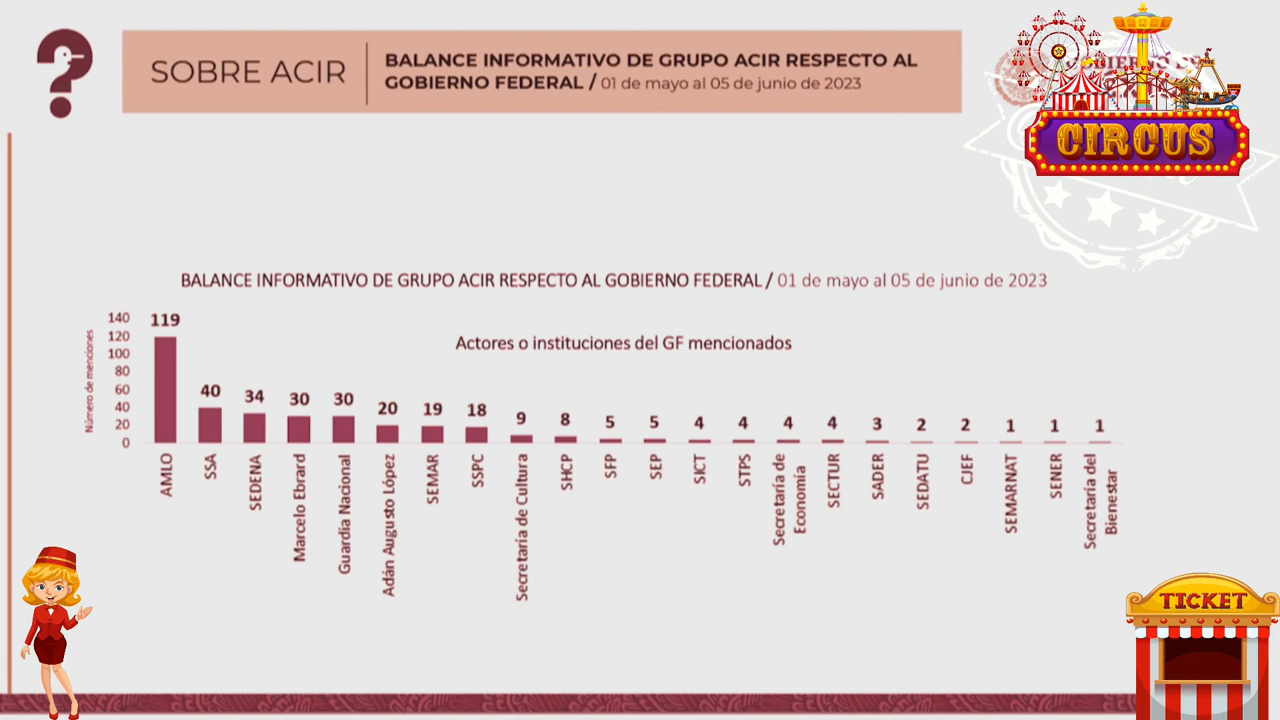 SOBRE ACIR
BALANCE INFORMATIVO DE GRUPO ACIR RESPECTO AL
GOBIERNO FEDERAL / 01 de mayo al 05 de junio de 2023
CIRCUS
BALANCE INFORMATIVO DE GRUPO ACIR RESPECTO AL GOBIERNO FEDERAL / 01 de mayo al 05 de junio de 2023
Actores o instituciones del GF mencionados
Número de menciones
140
120
100
80
60
40
20
0
119
40
34
30
30
20
19
18
9
8
5
5
4
4
4
4
3
2
2
1
1
1
AMLO
SSA
SEDENA
Marcelo Ebrard
Guardia Nacional
Adán Augusto López
SEMAR
SSPC
Secretaría de Cultura
SHCP
SFP
SEP
SICT
STPS
Secretaría de
Economía
SECTUR
SADER
SEDATU
CJEF
SEMARNAT
SENER
Secretaria del
Bienestar
TICKET